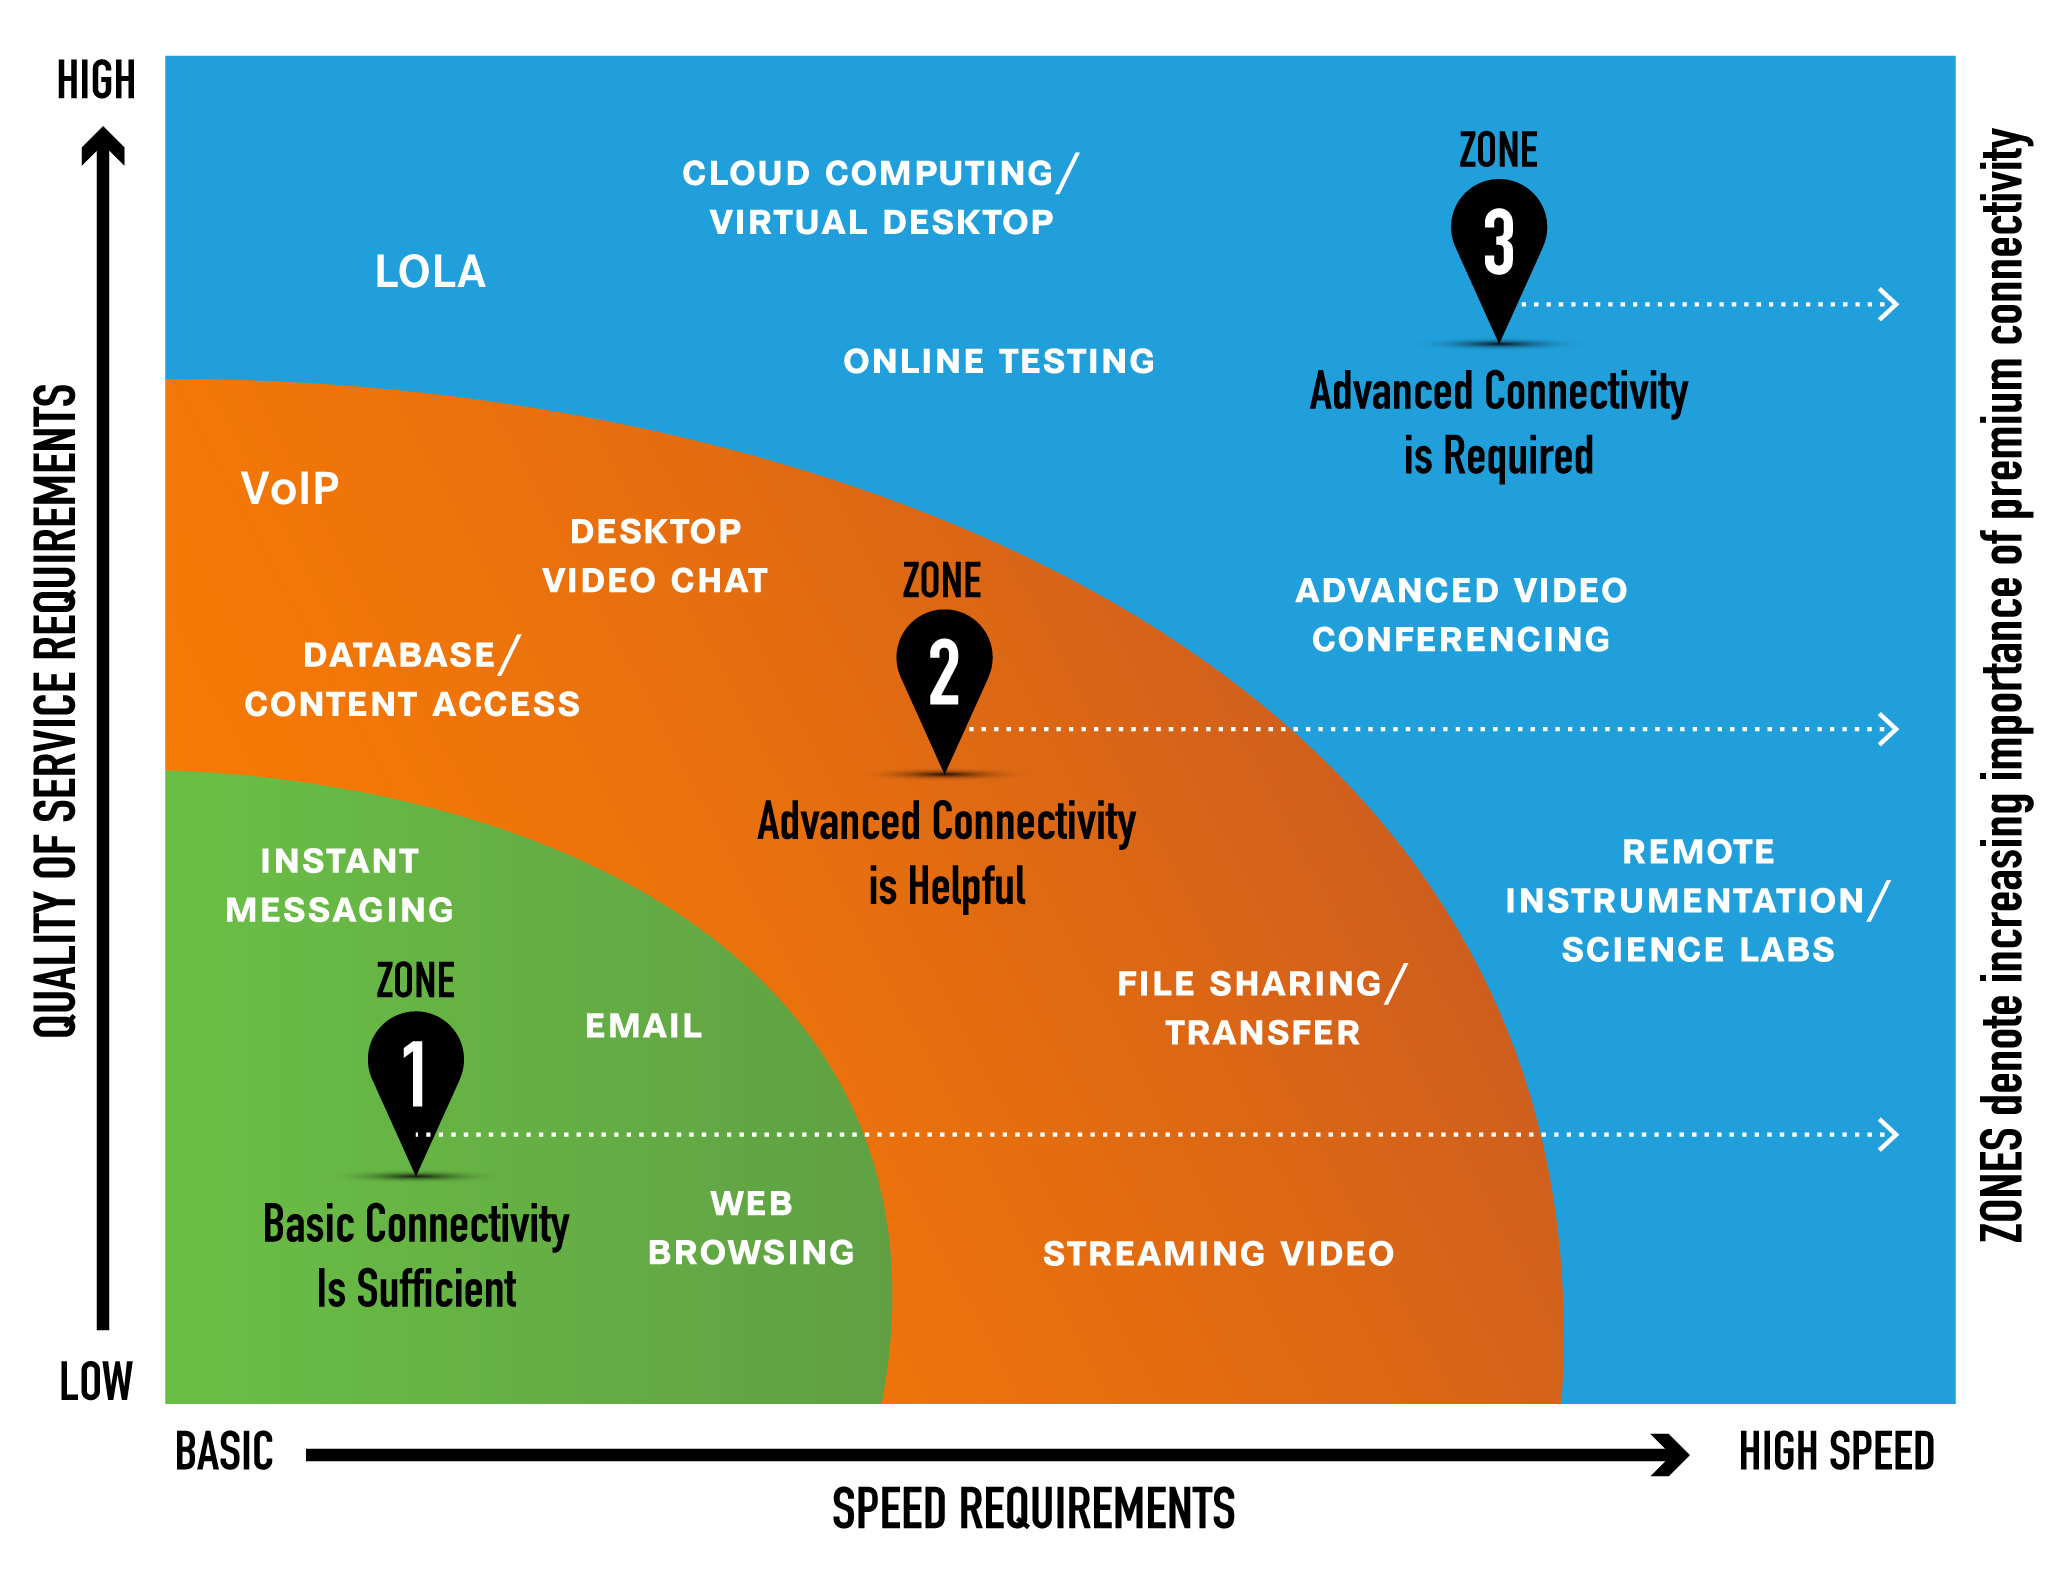 HIGH
QUALITY OF SERVICE REQUIREMENTS
LOW
CLOUD COMPUTING/
VIRTUAL DESKTOP
LOLA
ONLINE TESTING
ZONE
3
Advanced Connectivity
is Required
VoIP
DESKTOP
VIDEO CHAT
DATABASE/
CONTENT ACCESS
ZONE
2
Advanced Connectivity
is Helpful
ADVANCED VIDEO
CONFERENCING
REMOTE
INSTRUMENTATION/
SCIENCE LABS
INSTANT
MESSAGING
ZONE
1
Basic Connectivity
Is Sufficient
EMAIL
WEB
BROWSING
FILE SHARING/
TRANSFER
STREAMING VIDEO
ZONES denote increasing importance of premium connectivity
BASIC
HIGH SPEED
SPEED REQUIREMENTS